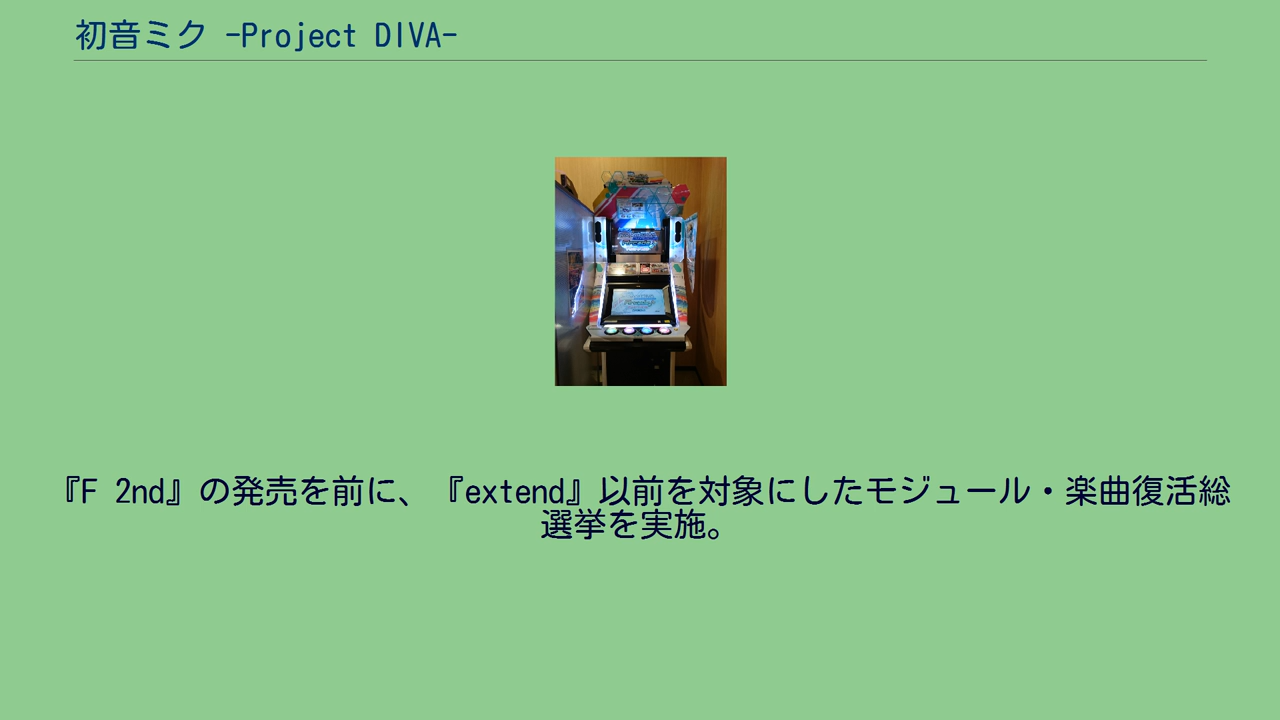 初音ミク -Project DIVA-
『F 2nd』の発売を前に、『extend』以前を対象にしたモジュール・楽曲復活総
選挙を実施。